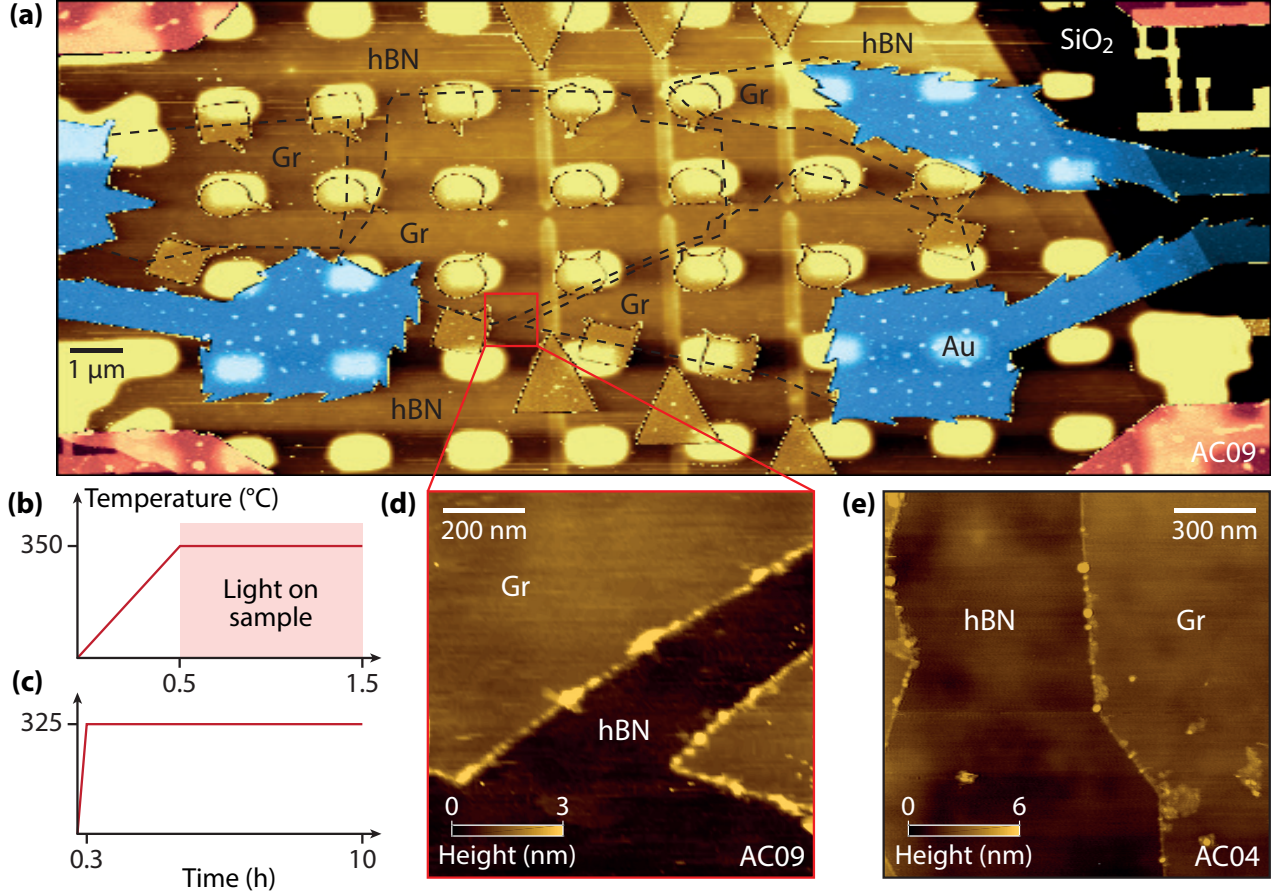 (a)
hBN
hBN
SiO₂
Gr
Gr
Gr
Gr
1 μm
Au
hBN
AC09
(b)
Temperature (°C)
350
Light on
sample
0.5
1.5
(c)
325
0.3
10
Time (h)
(d)
200 nm
Gr
hBN
0
3
Height (nm)
AC09
(e)
300 nm
hBN
Gr
0
6
Height (nm)
AC04